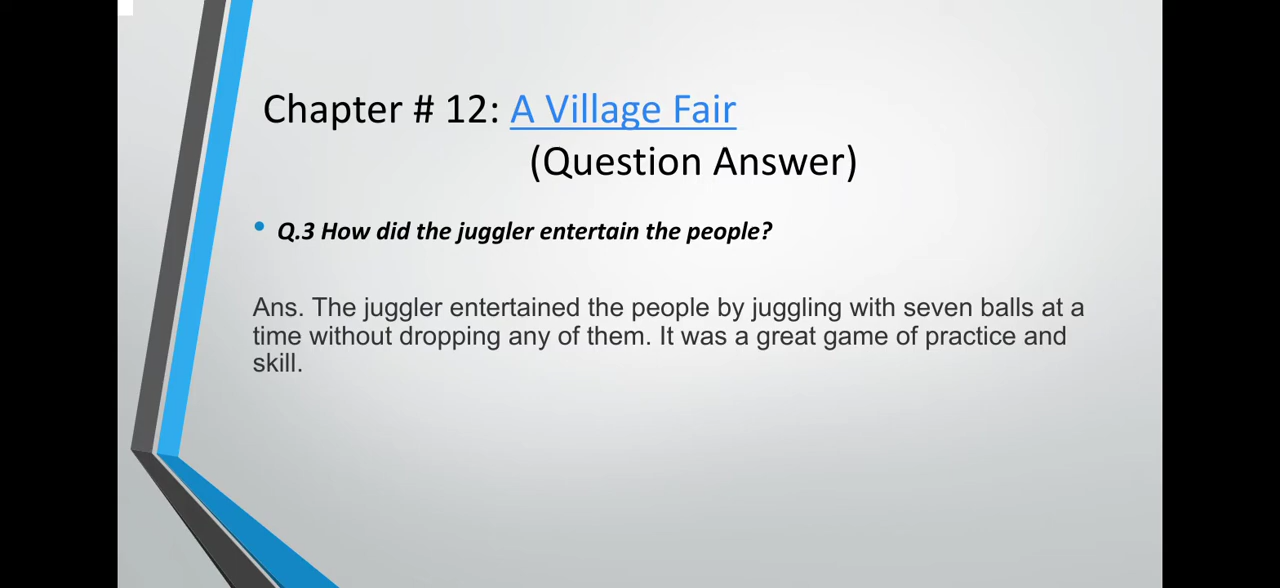 Chapter # 12: A Village Fair
(Question Answer)
• Q.3 How did the juggler entertain the people?
Ans. The juggler entertained the people by juggling with seven balls at a
time without dropping any of them. It was a great game of practice and
skill.